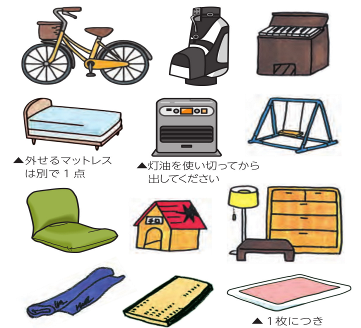 ▲外せるマットレス
は別で1点
▲灯油を使い切ってから
出してください
▲1枚につき